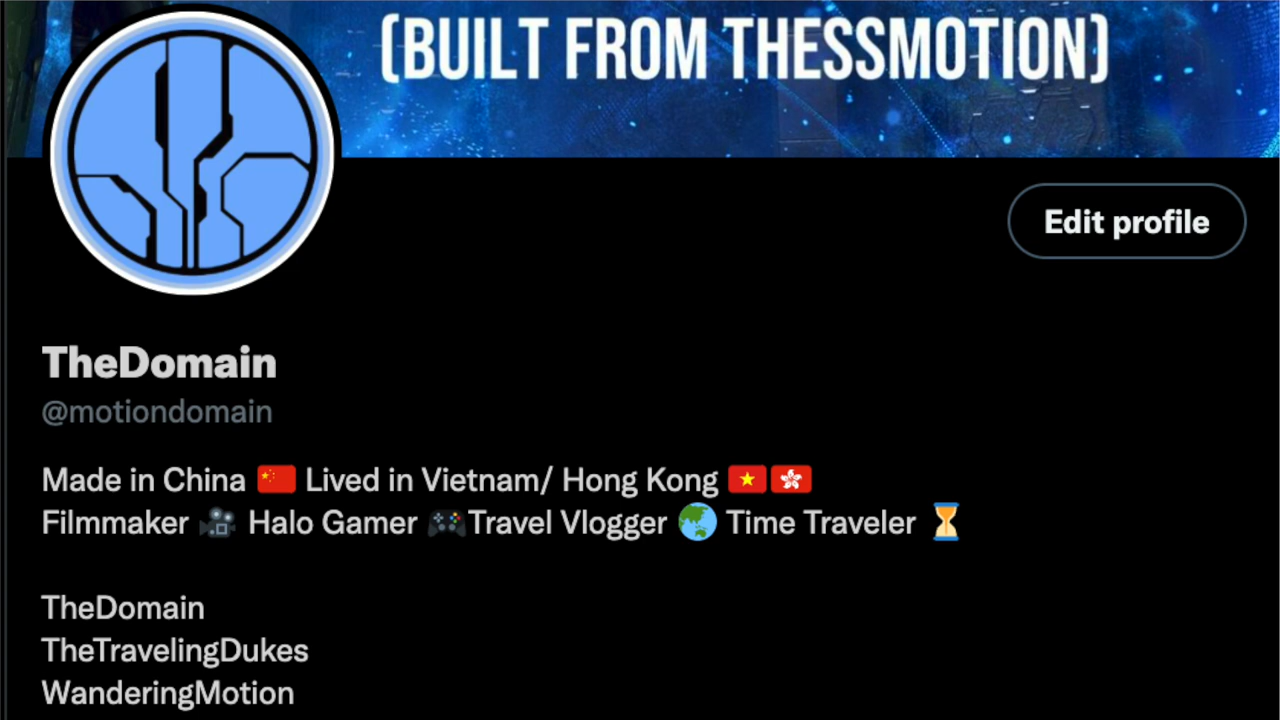 (BUILT FROM THESSMOTION)
Edit profile
TheDomain
@motiondomain
Made in China 🇨🇳 Lived in Vietnam/ Hong Kong 🇻🇳🇭🇰
Filmmaker 🎥 Halo Gamer 🎮Travel Vlogger 🌏 Time Traveler ⏳
TheDomain
TheTravelingDukes
WanderingMotion